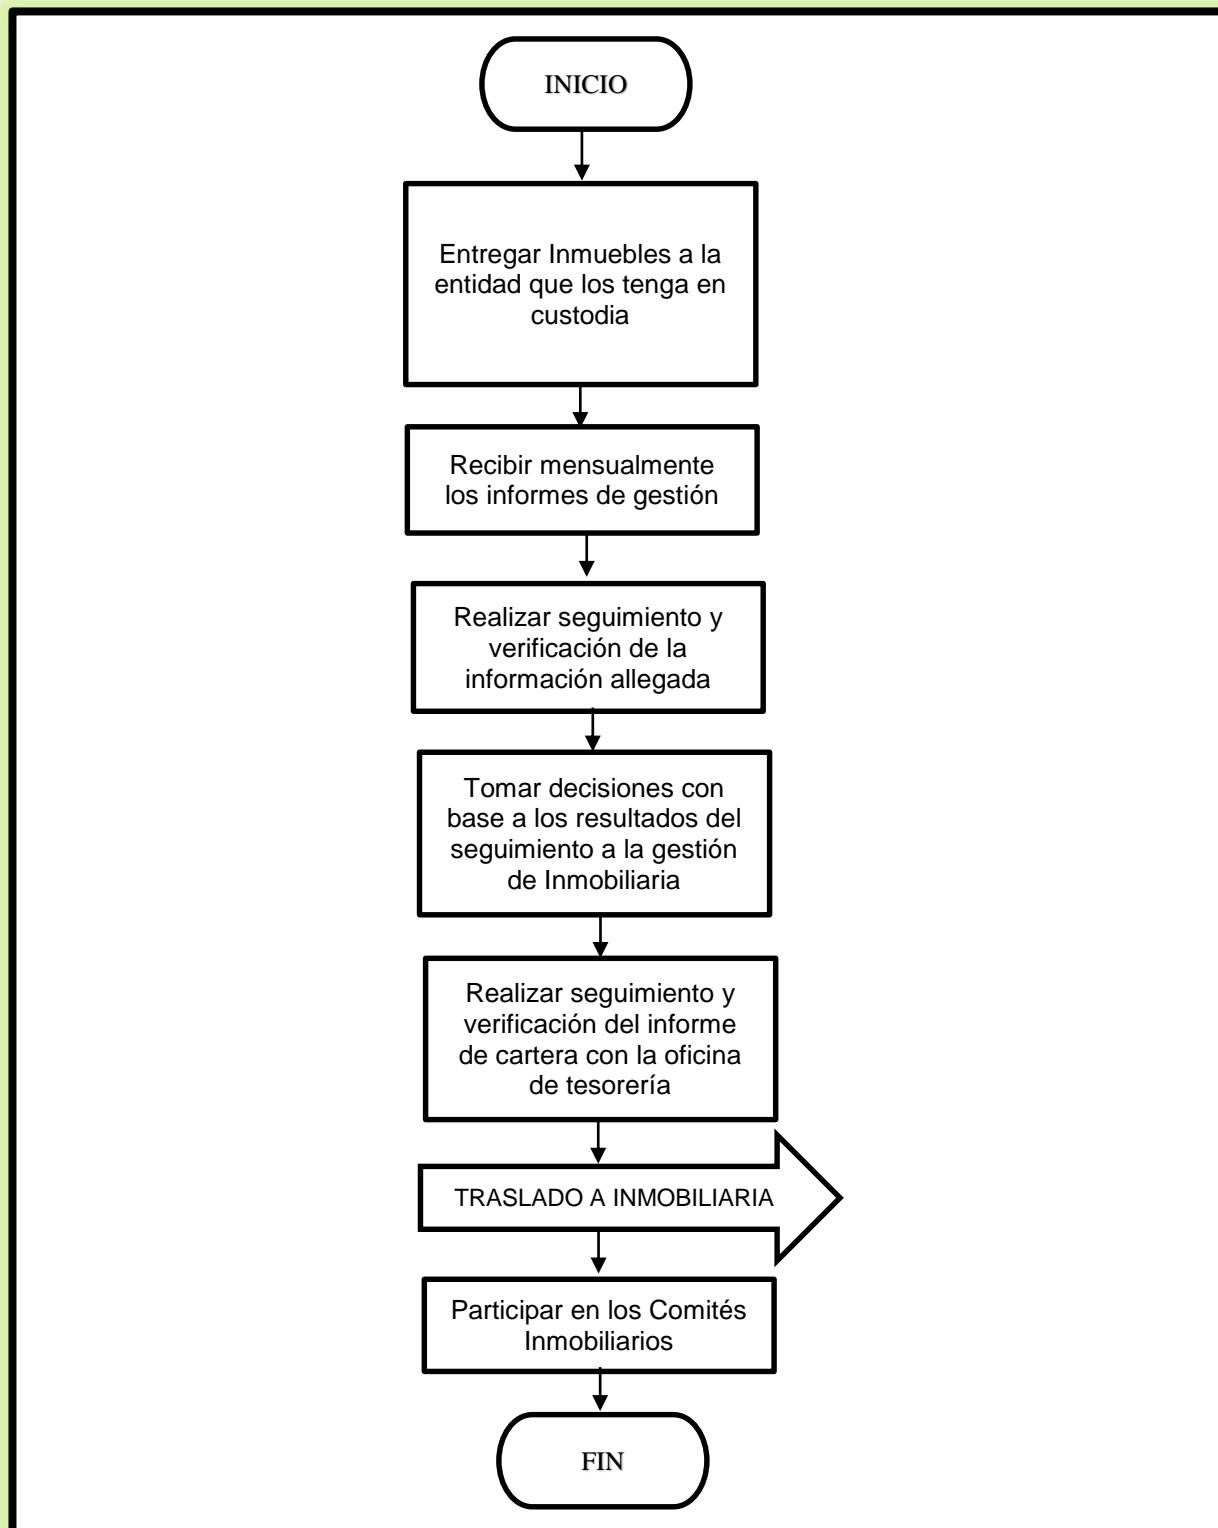 INICIO
Entregar Inmuebles a la
entidad que los tenga en
custodia
Recibir mensualmente
los informes de gestión
Realizar seguimiento y
verificación de la
información allegada
Tomar decisiones con
base a los resultados del
seguimiento a la gestión
de Inmobiliaria
Realizar seguimiento y
verificación del informe
de cartera con la oficina
de tesorería
TRASLADO A INMOBILIARIA
Participar en los Comités
Inmobiliarios
FIN